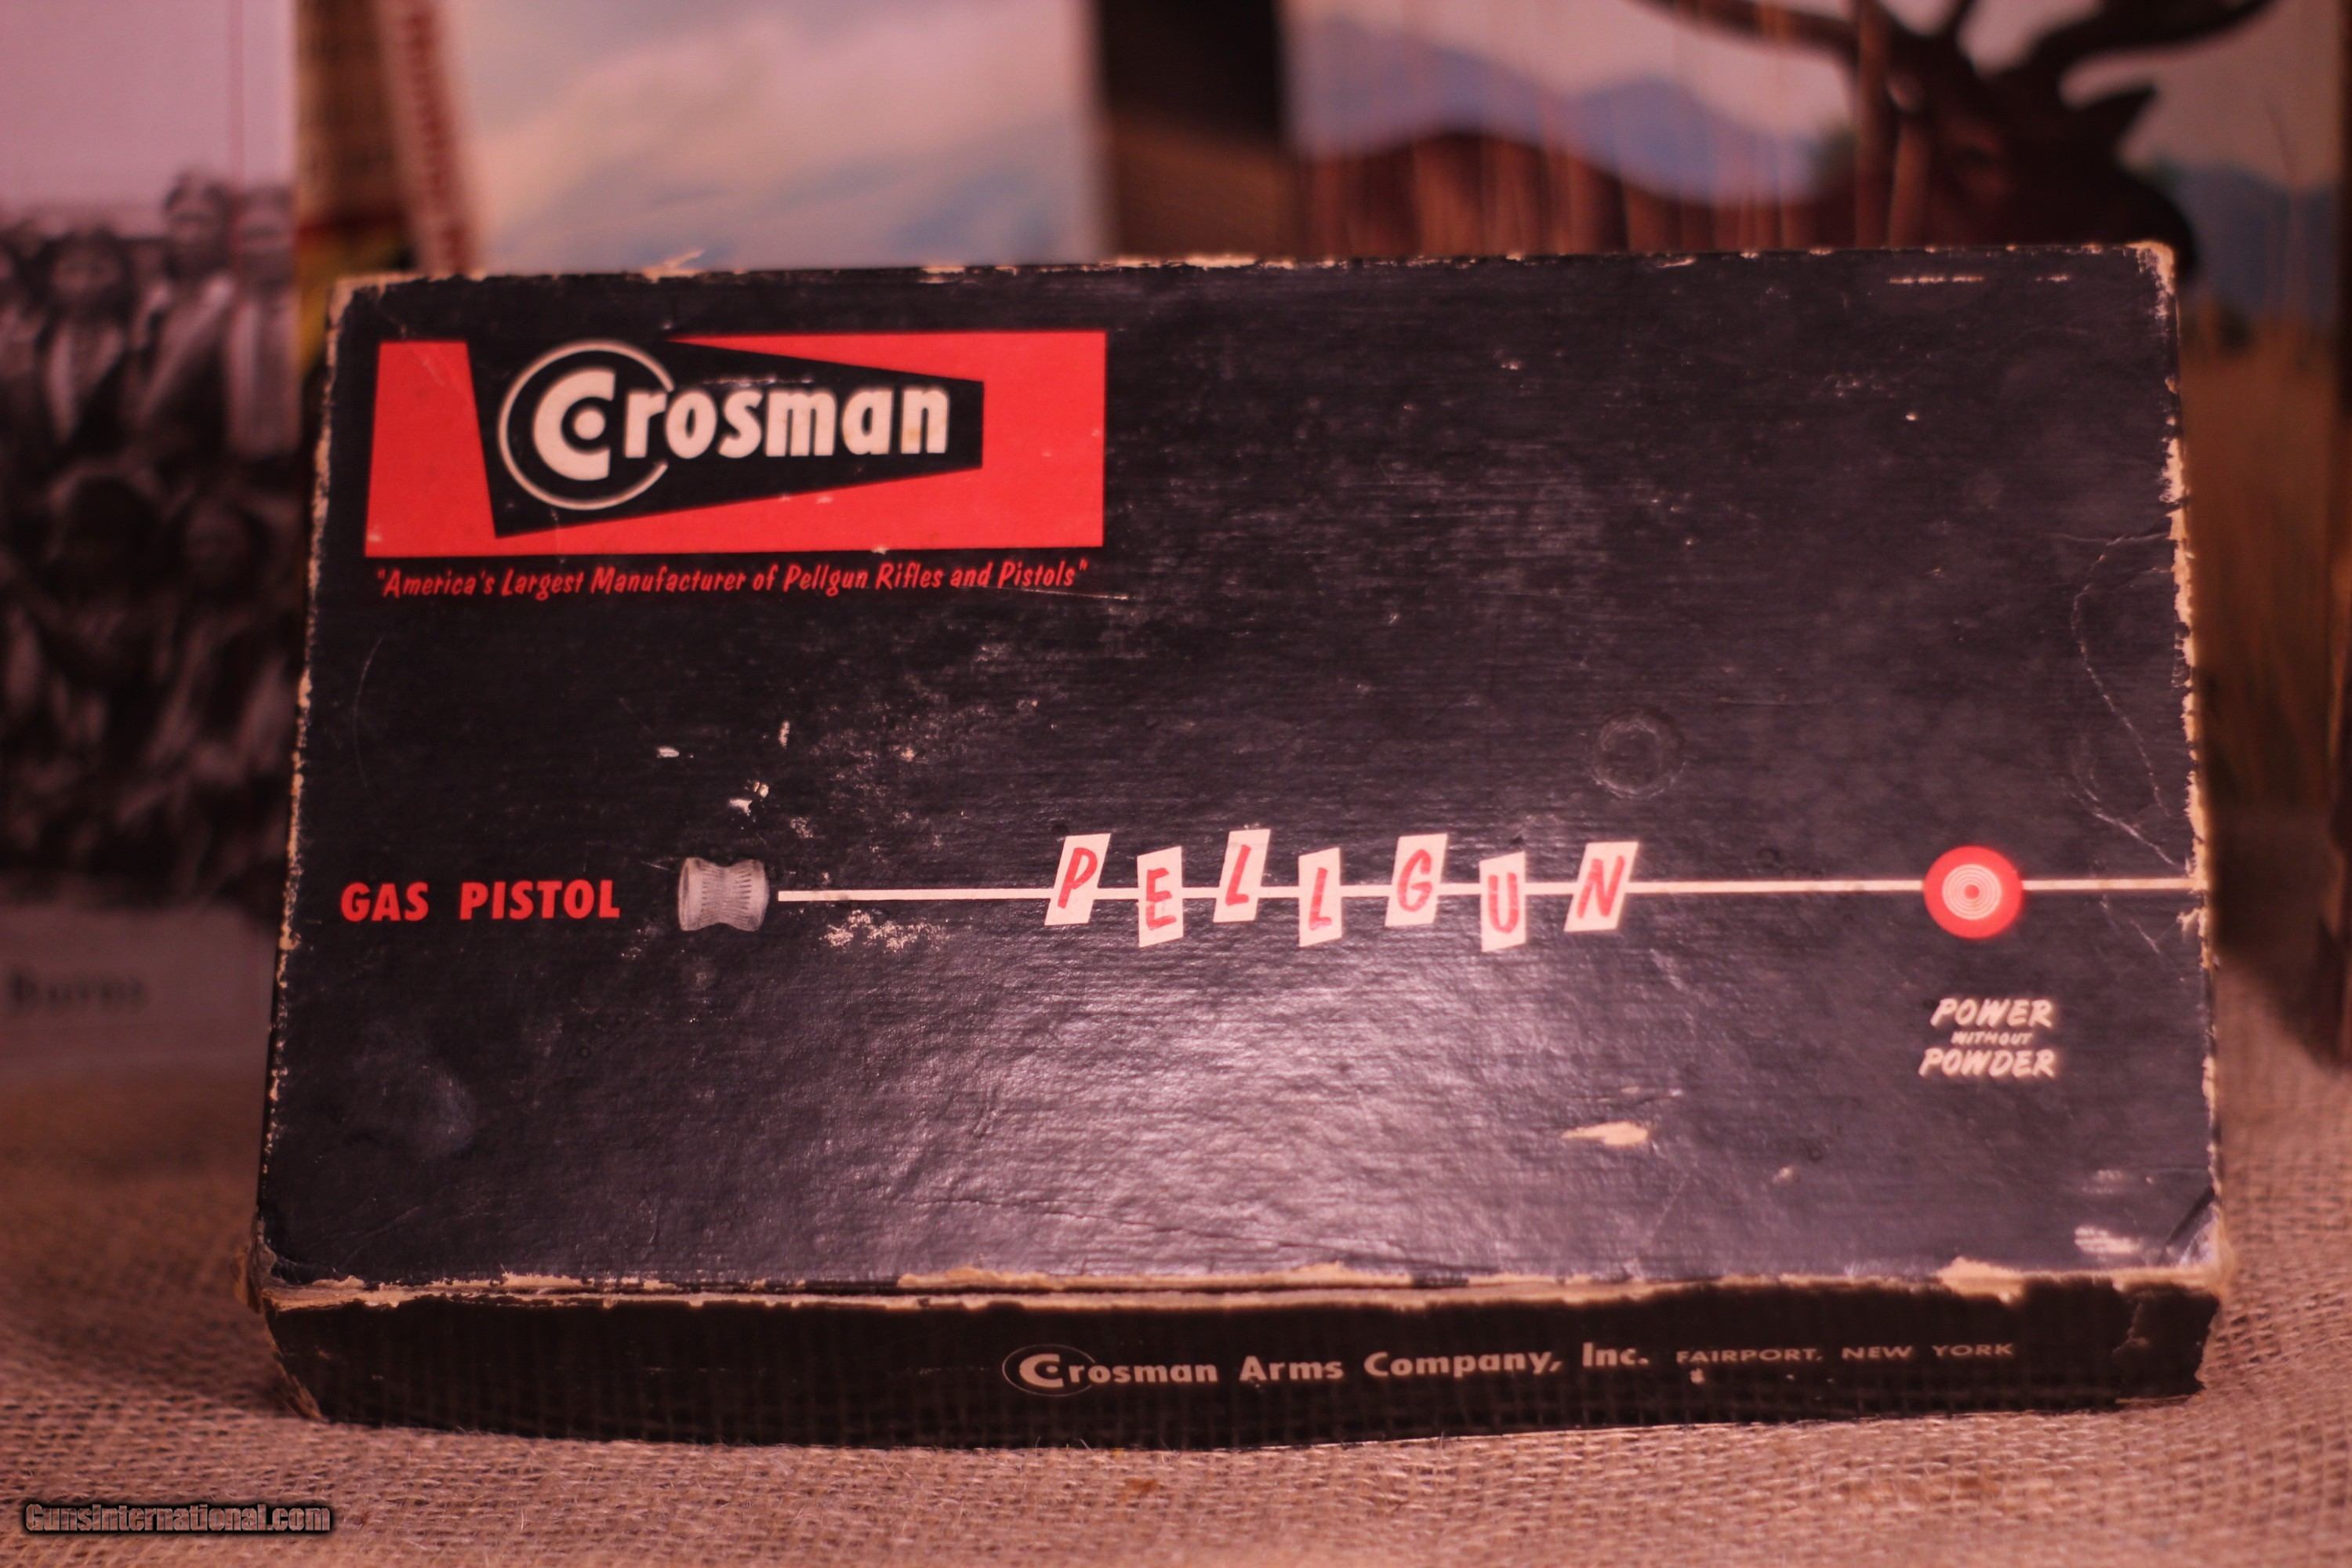 Crosman
"America's Largest Manufacturer of Pellgun Rifles and Pistols"
GAS PISTOL
PELLGUN
POWER
WITHOUT
POWDER
Crosman Arms Company, Inc. FAIRPORT, NEW YORK
GunsInternational.com